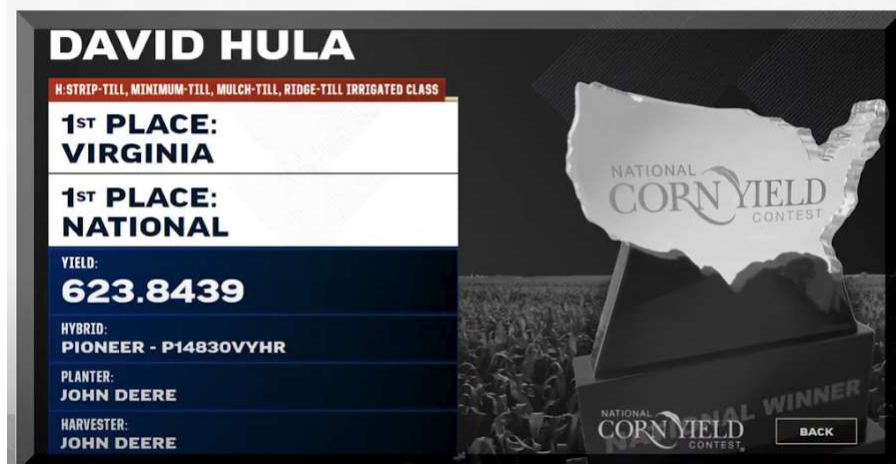 DAVID HULA
H:STRIP-TILL, MINIMUM-TILL, MULCH-TILL, RIDGE-TILL IRRIGATED CLASS
1ST PLACE:
VIRGINIA
1ST PLACE:
NATIONAL
YIELD:
623.8439
HYBRID:
PIONEER - P14830VYHR
PLANTER:
JOHN DEERE
HARVESTER:
JOHN DEERE
NATIONAL
CORN YIELD
CONTEST
NATIONAL WINNER
NATIONAL
CORN YIELD
CONTEST
BACK